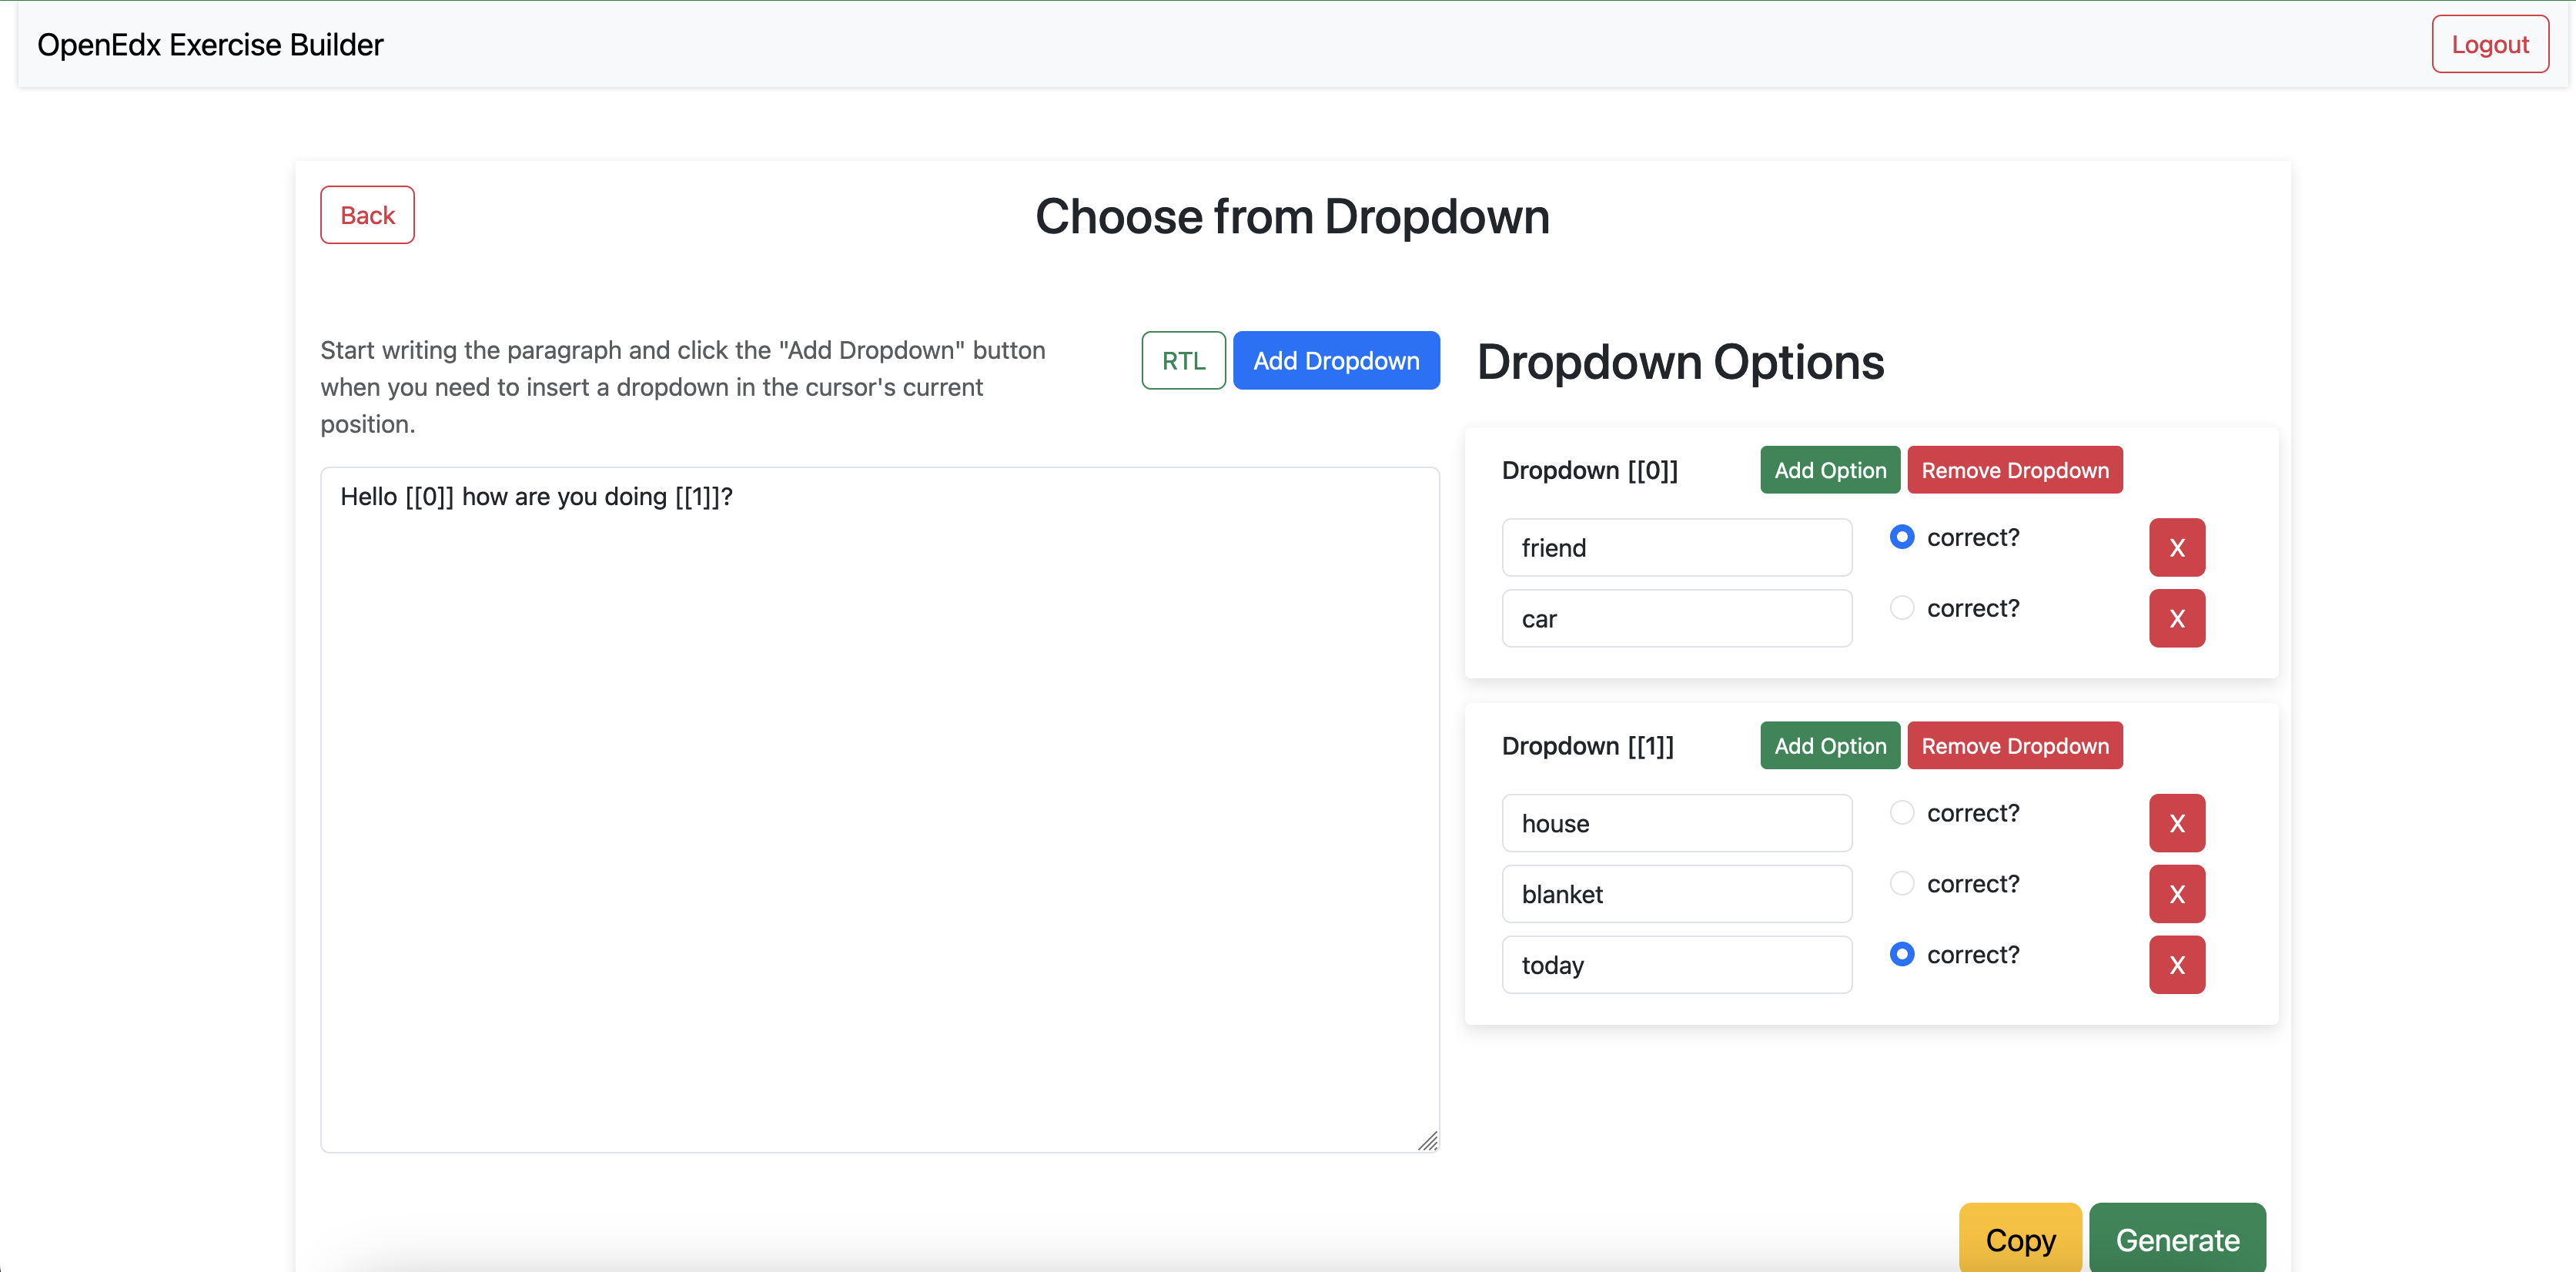 OpenEdx Exercise Builder
Logout
Back
Choose from Dropdown
Start writing the paragraph and click the "Add Dropdown" button
when you need to insert a dropdown in the cursor's current
position.
RTL
Add Dropdown
Hello [[0]] how are you doing [[1]]?
Dropdown Options
Dropdown [[0]]
Add Option
Remove Dropdown
friend
correct?
X
car
correct?
X
Dropdown [[1]]
Add Option
Remove Dropdown
house
correct?
X
blanket
correct?
X
today
correct?
X
Copy
Generate